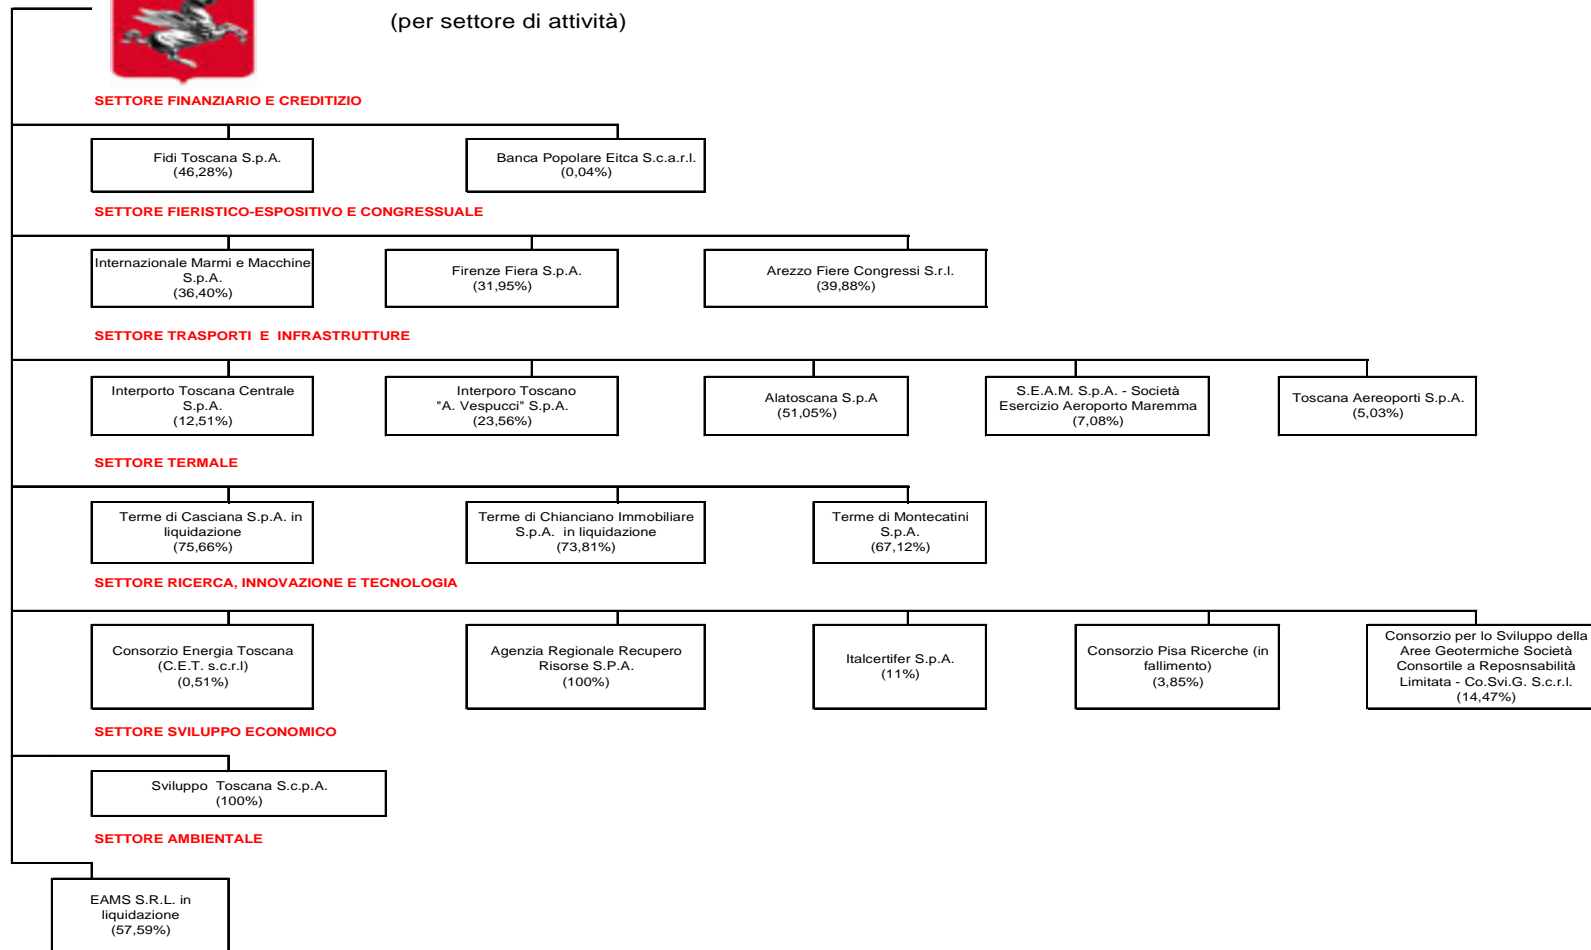 (per settore di attività)
SETTORE FINANZIARIO E CREDITIZIO
Fidi Toscana S.p.A.
(46,28%)
Banca Popolare Eitca S.c.a.r.l.
(0,04%)
SETTORE FIERISTICO-ESPOSITIVO E CONGRESSUALE
Internazionale Marmi e Macchine
S.p.A.
(36,40%)
Firenze Fiera S.p.A.
(31,95%)
Arezzo Fiere Congressi S.r.l.
(39,88%)
SETTORE TRASPORTI E INFRASTRUTTURE
Interporto Toscana Centrale
S.p.A.
(12,51%)
Interporo Toscano
"A. Vespucci" S.p.A.
(23,56%)
Alatoscana S.p.A
(51,05%)
S.E.A.M. S.p.A. - Società
Esercizio Aeroporto Maremma
(7,08%)
Toscana Aereoporti S.p.A.
(5,03%)
SETTORE TERMALE
Terme di Casciana S.p.A. in
liquidazione
(75,66%)
Terme di Chianciano Immobiliare
S.p.A. in liquidazione
(73,81%)
Terme di Montecatini
S.p.A.
(67,12%)
SETTORE RICERCA, INNOVAZIONE E TECNOLOGIA
Consorzio Energia Toscana
(C.E.T. s.c.r.l)
(0,51%)
Agenzia Regionale Recupero
Risorse S.P.A.
(100%)
Italcertifer S.p.A.
(11%)
Consorzio Pisa Ricerche (in
fallimento)
(3,85%)
Consorzio per lo Sviluppo della
Aree Geotermiche Società
Consortile a Reposnsabilità
Limitata - Co.Svi.G. S.c.r.l.
(14,47%)
SETTORE SVILUPPO ECONOMICO
Sviluppo Toscana S.c.p.A.
(100%)
SETTORE AMBIENTALE
EAMS S.R.L. in
liquidazione
(57,59%)